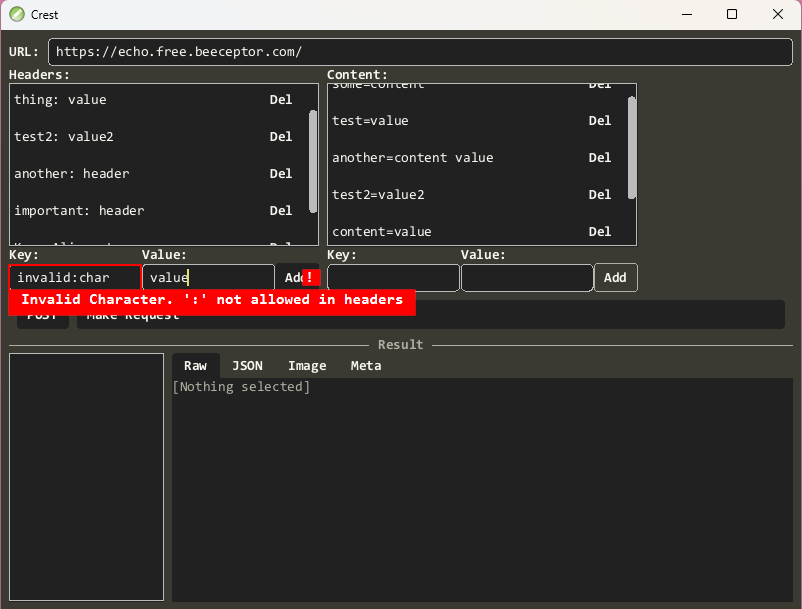 Crest
URL: https://echo.free.beeceptor.com/
Headers:
thing: value Del
test2: value2 Del
another: header Del
important: header Del
Del
Key: Value:
invalid:char value Add !
Invalid Character. ':' not allowed in headers
Content:
some=content Del
test=value Del
another=content value Del
test2=value2 Del
content=value Del
Key: Value:
Add
POST Make Request
Result
Raw JSON Image Meta
[Nothing selected]